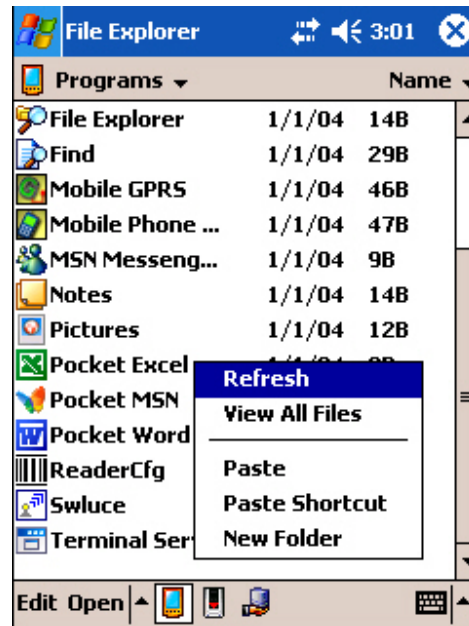 File Explorer 3:01
Programs Name
File Explorer 1/1/04 14B
Find 1/1/04 29B
Mobile GPRS 1/1/04 46B
Mobile Phone ... 1/1/04 47B
MSN Messeng... 1/1/04 9B
Notes 1/1/04 14B
Pictures 1/1/04 12B
Pocket Excel
Refresh
Pocket MSN
View All Files
Pocket Word
ReaderCfg
Paste
Swluce
Paste Shortcut
Terminal Ser
New Folder
Edit Open